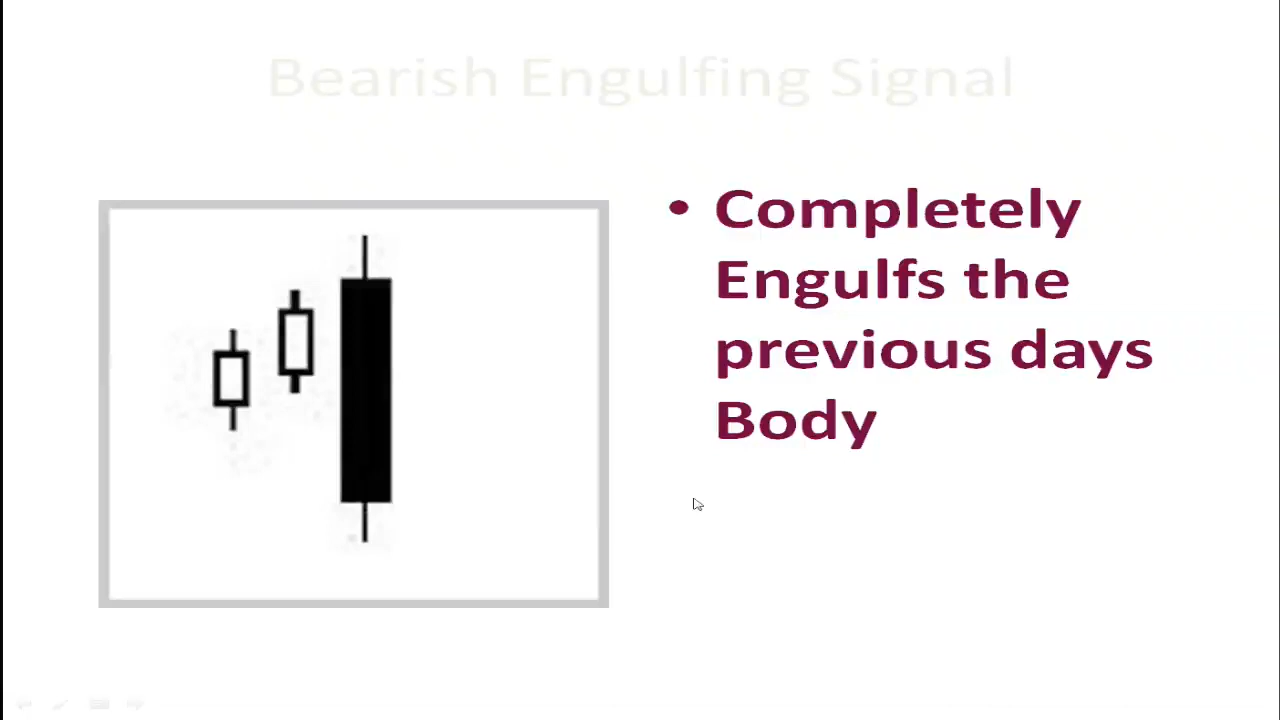 Bearish Engulfing Signal
• Completely
Engulfs the
previous days
Body